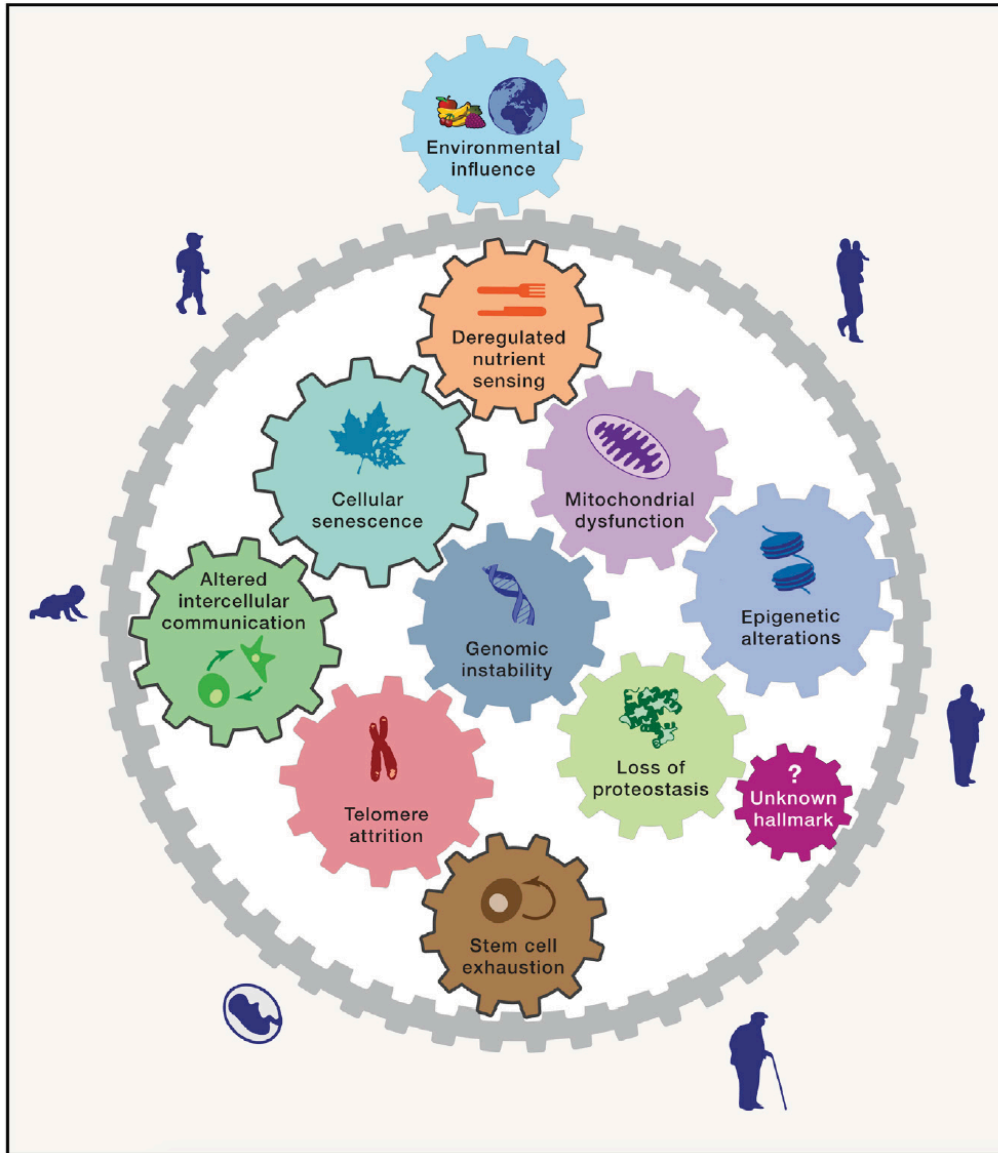 Environmental
influence
Deregulated
nutrient
sensing
Cellular
senescence
Mitochondrial
dysfunction
Altered
intercellular
communication
Genomic
instability
Epigenetic
alterations
Telomere
attrition
Loss of
proteostasis
?
Unknown
hallmark
Stem cell
exhaustion